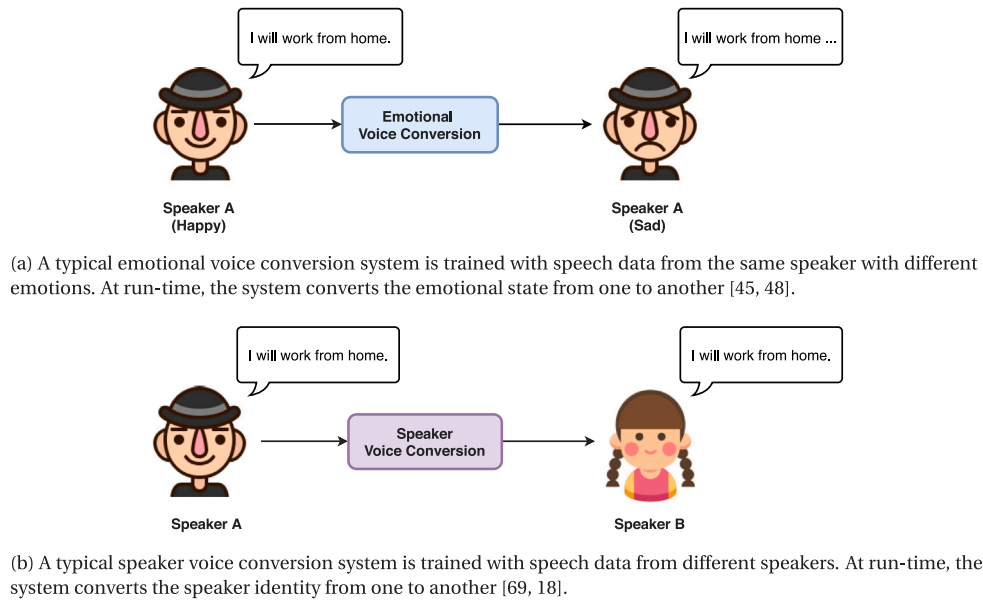 I will work from home.
I will work from home ...
Emotional
Voice Conversion
Speaker A
(Happy)
Speaker A
(Sad)
(a) A typical emotional voice conversion system is trained with speech data from the same speaker with different
emotions. At run-time, the system converts the emotional state from one to another [45, 48].
I will work from home.
I will work from home.
Speaker
Voice Conversion
Speaker A
Speaker B
(b) A typical speaker voice conversion system is trained with speech data from different speakers. At run-time, the
system converts the speaker identity from one to another [69, 18].